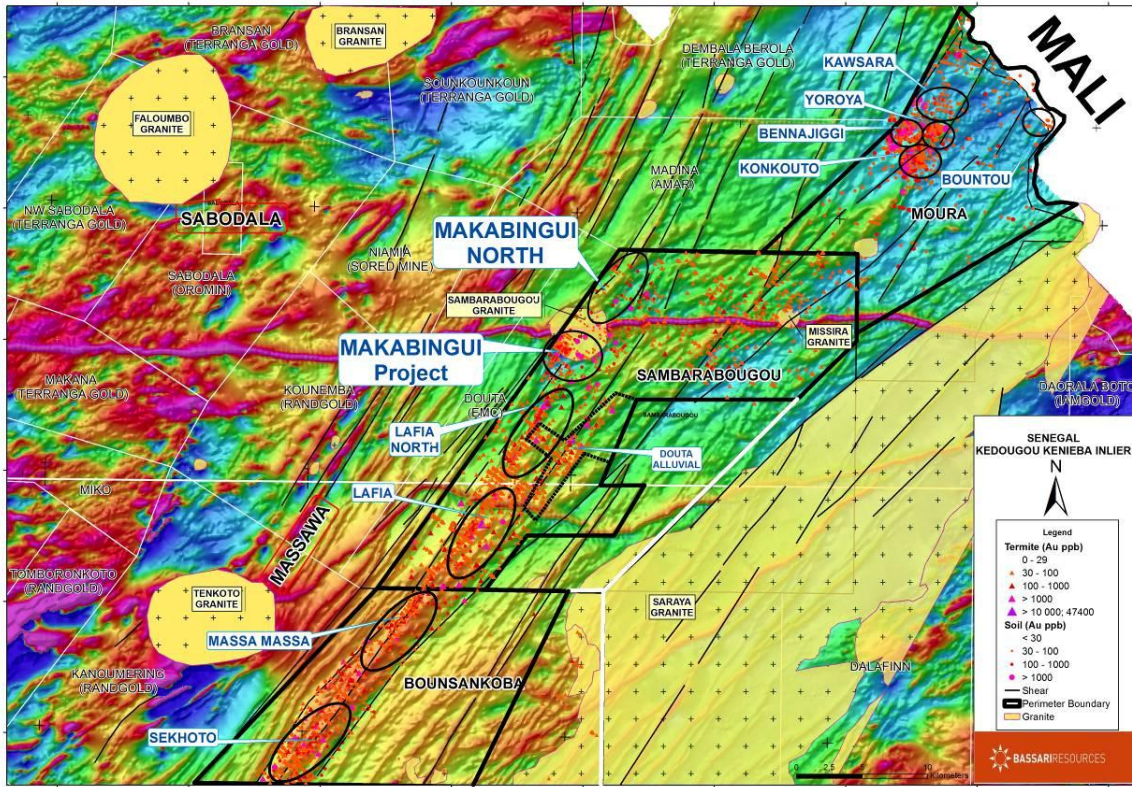 BRANSAN
(TERRANGA GOLD)
BRANSAN
GRANITE
DEMBALA BEROLA
(TERRANGA GOLD)
MALI
KAWSARA
SOUNKOUNKOUN
(TERRANGA GOLD)
YOROYA
FALOUMBO
GRANITE
BENNAJIGGI
KONKOUTO
MADINA
(AMAR)
BOUNTOU
NW SABODALA
(TERRANGA GOLD)
SABODALA
MOURA
MAKABINGUI
NORTH
NIAMIA
(SORED MINE)
SABODALA
(OROMIN)
SAMBARABOUGOU
GRANITE
MISSIRA
GRANITE
MAKABINGUI
Project
SAMBARABOUGOU
MAKANA
(TERRANGA GOLD)
KOUNEMBA
(RANDGOLD)
DOUTA
(EMC)
DAORALA BOTO
(IAMGOLD)
SAMBARABOUGOU
LAFIA
NORTH
DOUTA
ALLUVIAL
MIKO
LAFIA
MASSAWA
TOMBORONKOTO
(RANDGOLD)
TENKOTO
GRANITE
SARAYA
GRANITE
MASSA MASSA
DALAFINN
KANOUMERING
(RANDGOLD)
BOUNSANKOBA
SEKHOTO
0 2.5 5 10
Kilometers
SENEGAL
KEDOUGOU KENIEBA INLIER
N
Legend
Termite (Au ppb)
0 - 29
30 - 100
100 - 1000
> 1000
> 10 000; 47400
Soil (Au ppb)
< 30
30 - 100
100 - 1000
> 1000
Shear
Perimeter Boundary
Granite
BASSARIRESOURCES